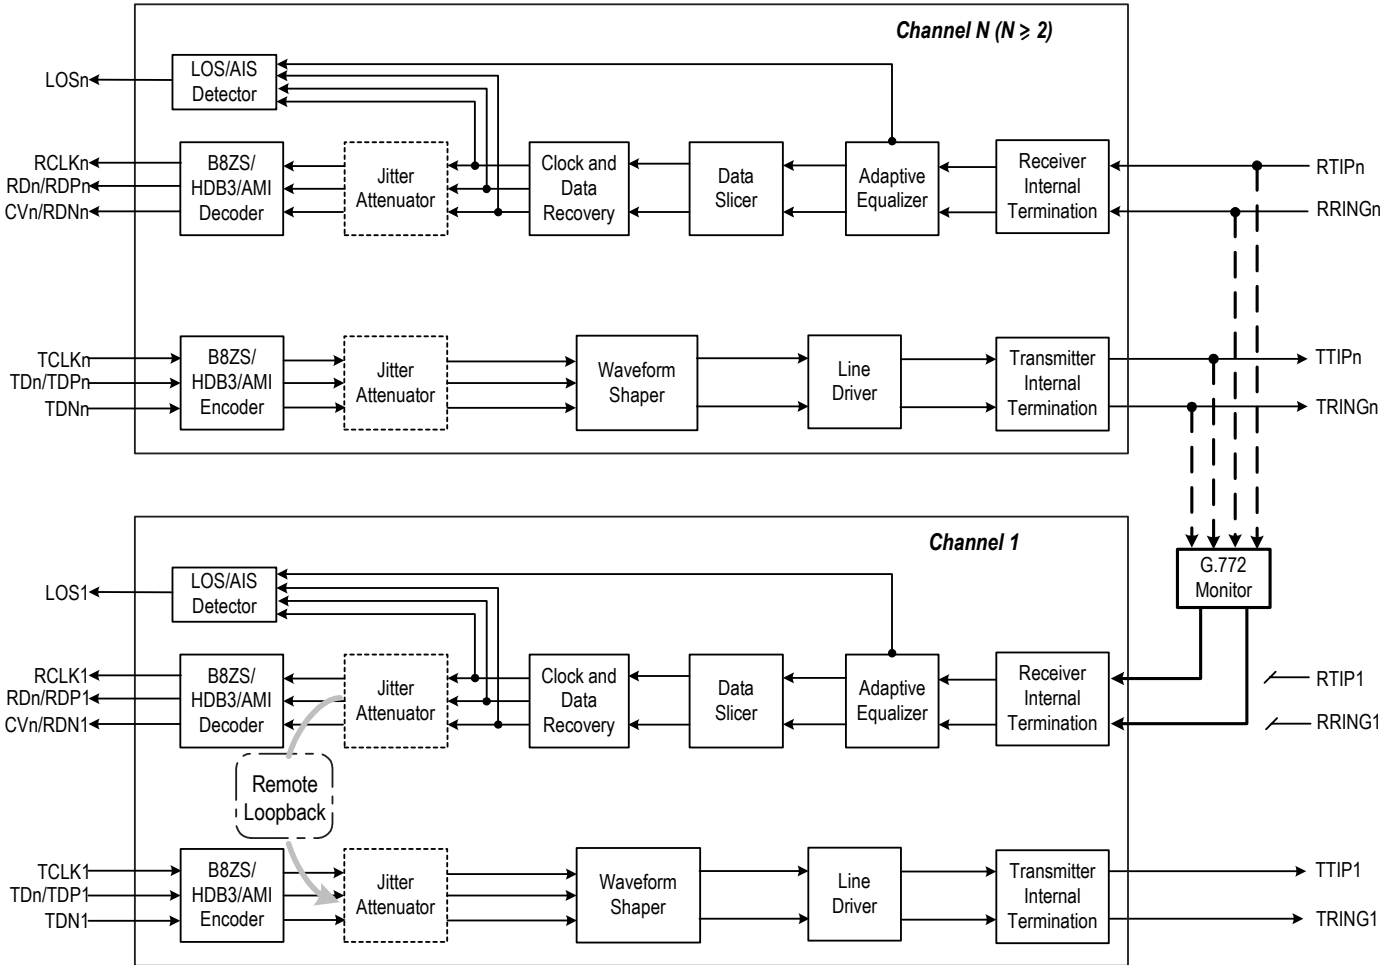 Channel N (N ≥ 2)
LOSn
LOS/AIS
Detector
RCLKn
RDn/RDPn
CVn/RDNn
B8ZS/
HDB3/AMI
Decoder
Jitter
Attenuator
Clock and
Data
Recovery
Data
Slicer
Adaptive
Equalizer
Receiver
Internal
Termination
RTIPn
RRINGn
TCLKn
TDn/TDPn
TDNn
B8ZS/
HDB3/AMI
Encoder
Jitter
Attenuator
Waveform
Shaper
Line
Driver
Transmitter
Internal
Termination
TTIPn
TRINGn
Channel 1
G.772
Monitor
LOS1
LOS/AIS
Detector
RCLK1
RDn/RDP1
CVn/RDN1
B8ZS/
HDB3/AMI
Decoder
Jitter
Attenuator
Clock and
Data
Recovery
Data
Slicer
Adaptive
Equalizer
Receiver
Internal
Termination
RTIP1
RRING1
Remote
Loopback
TCLK1
TDn/TDP1
TDN1
B8ZS/
HDB3/AMI
Encoder
Jitter
Attenuator
Waveform
Shaper
Line
Driver
Transmitter
Internal
Termination
TTIP1
TRING1